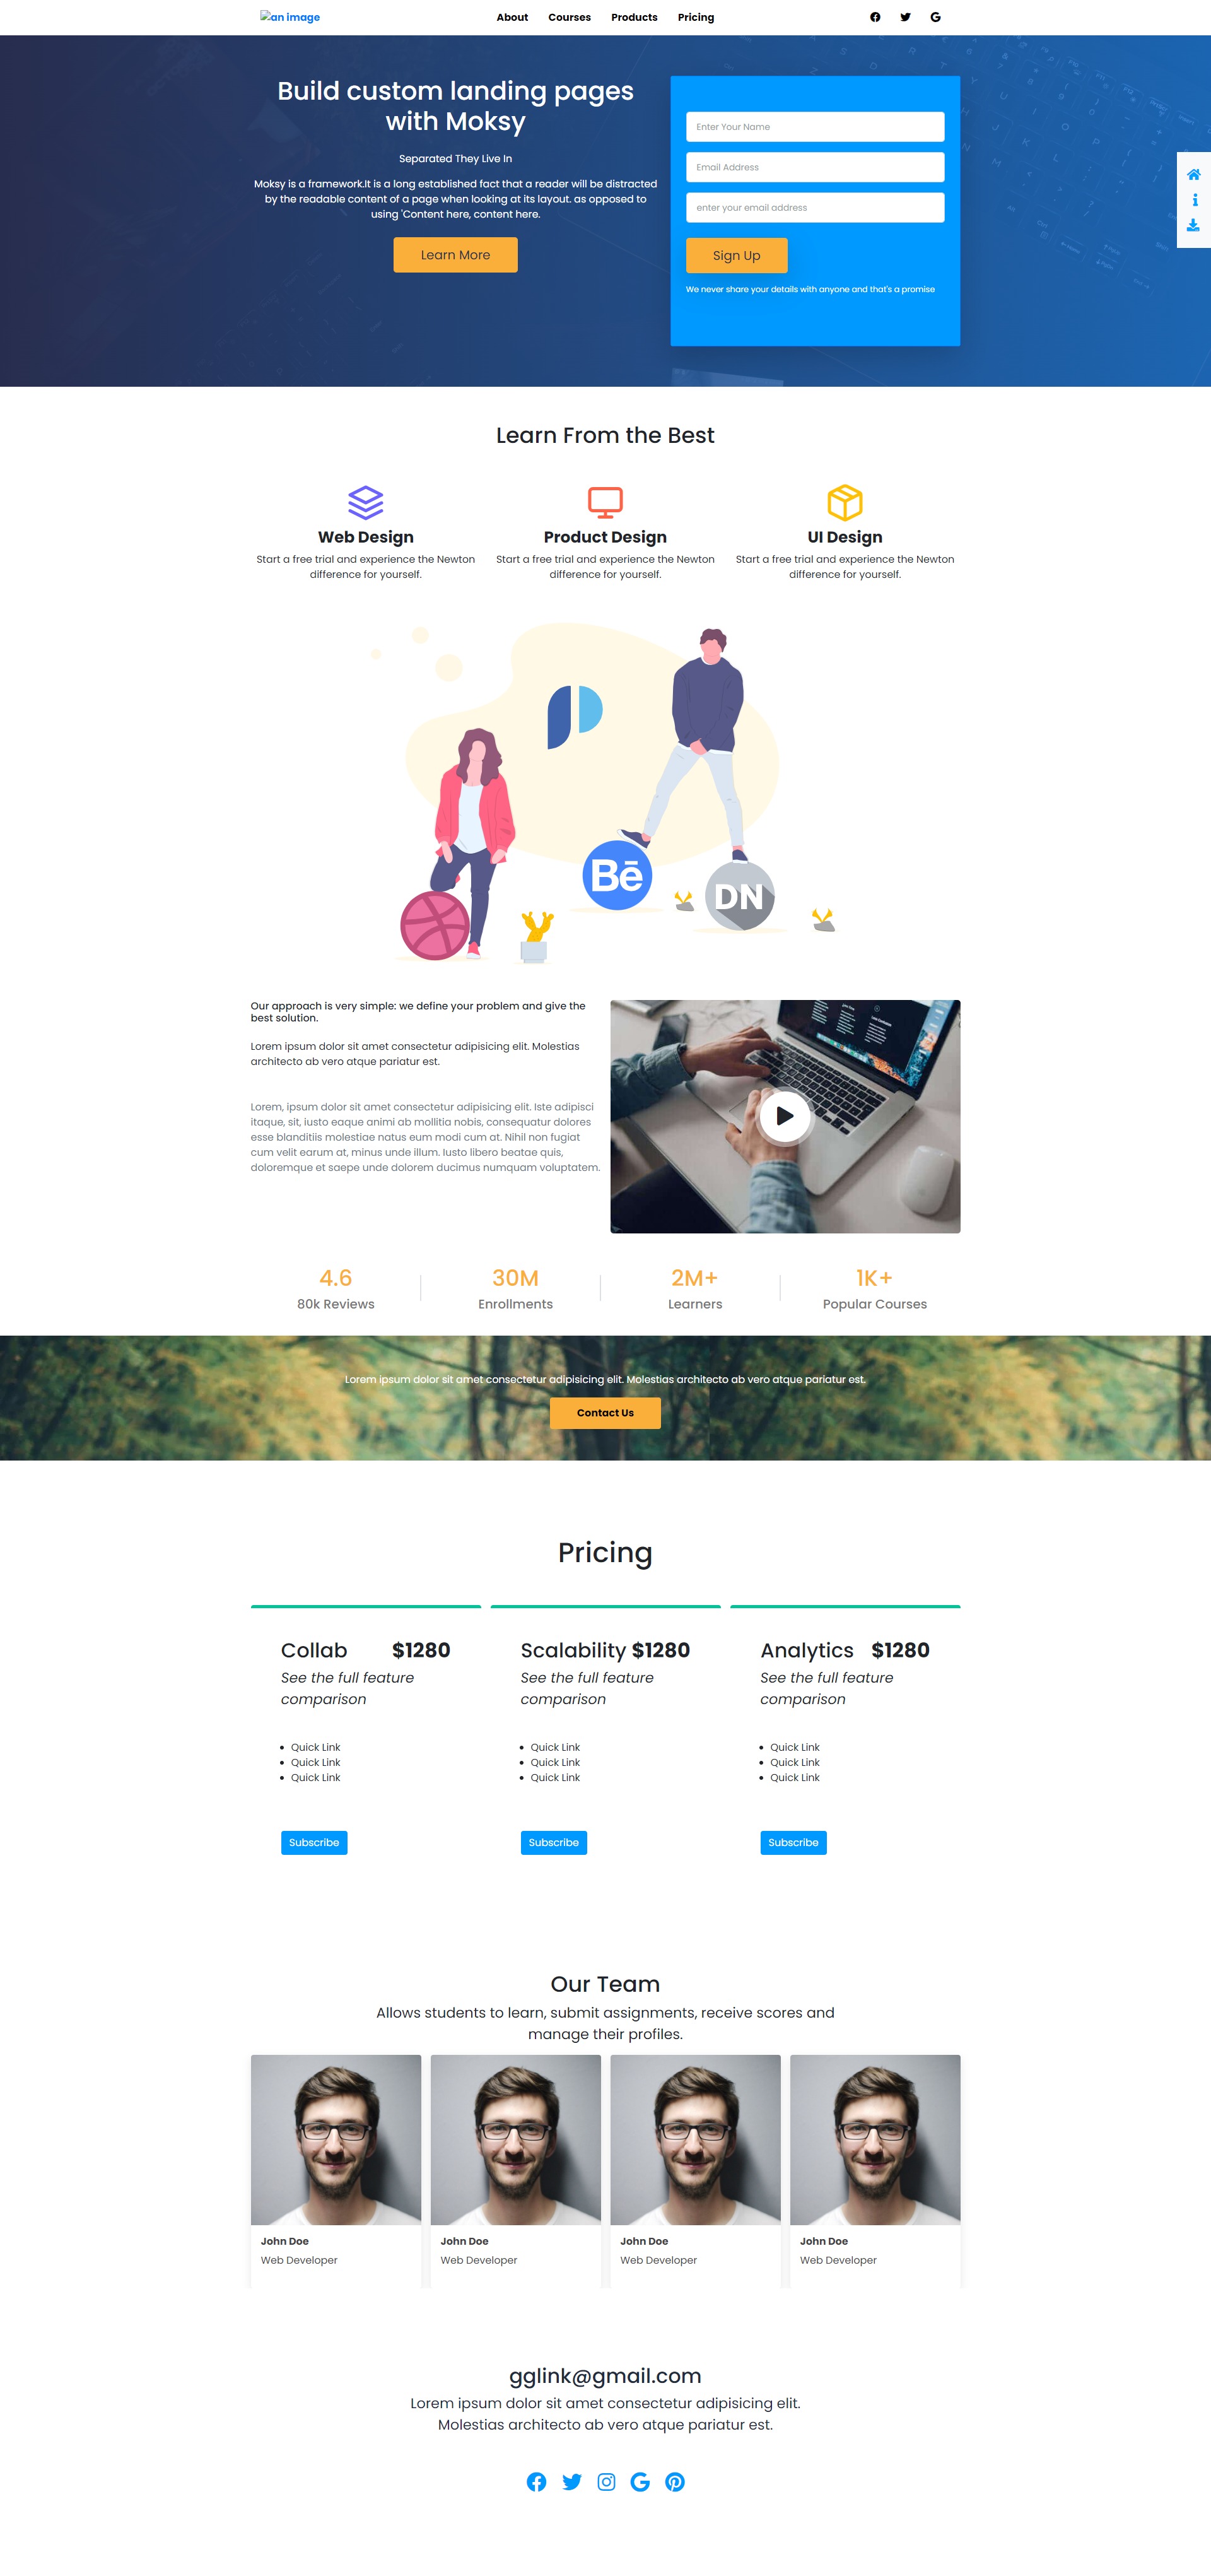 an image
About Courses Products Pricing
Build custom landing pages
with Moksy
Separated They Live In
Moksy is a framework.It is a long established fact that a reader will be distracted
by the readable content of a page when looking at its layout. as opposed to
using 'Content here, content here.
Learn More
Enter Your Name
Email Address
enter your email address
Sign Up
We never share your details with anyone and that's a promise
Learn From the Best
Web Design
Start a free trial and experience the Newton
difference for yourself.
Product Design
Start a free trial and experience the Newton
difference for yourself.
UI Design
Start a free trial and experience the Newton
difference for yourself.
Bē
DN
Our approach is very simple: we define your problem and give the
best solution.
Lorem ipsum dolor sit amet consectetur adipisicing elit. Molestias
architecto ab vero atque pariatur est.
Lorem, ipsum dolor sit amet consectetur adipisicing elit. Iste adipisci
itaque, sit, iusto eaque animi ab mollitia nobis, consequatur dolores
esse blanditiis molestiae natus eum modi cum at. Nihil non fugiat
cum velit earum at, minus unde illum. Iusto libero beatae quis,
doloremque et saepe unde dolorem ducimus numquam voluptatem.
4.6
80k Reviews
30M
Enrollments
2M+
Learners
1K+
Popular Courses
Lorem ipsum dolor sit amet consectetur adipisicing elit. Molestias architecto ab vero atque pariatur est.
Contact Us
Pricing
Collab $1280
See the full feature
comparison
Quick Link
Quick Link
Quick Link
Subscribe
Scalability $1280
See the full feature
comparison
Quick Link
Quick Link
Quick Link
Subscribe
Analytics $1280
See the full feature
comparison
Quick Link
Quick Link
Quick Link
Subscribe
Our Team
Allows students to learn, submit assignments, receive scores and
manage their profiles.
John Doe
Web Developer
John Doe
Web Developer
John Doe
Web Developer
John Doe
Web Developer
gglink@gmail.com
Lorem ipsum dolor sit amet consectetur adipisicing elit.
Molestias architecto ab vero atque pariatur est.